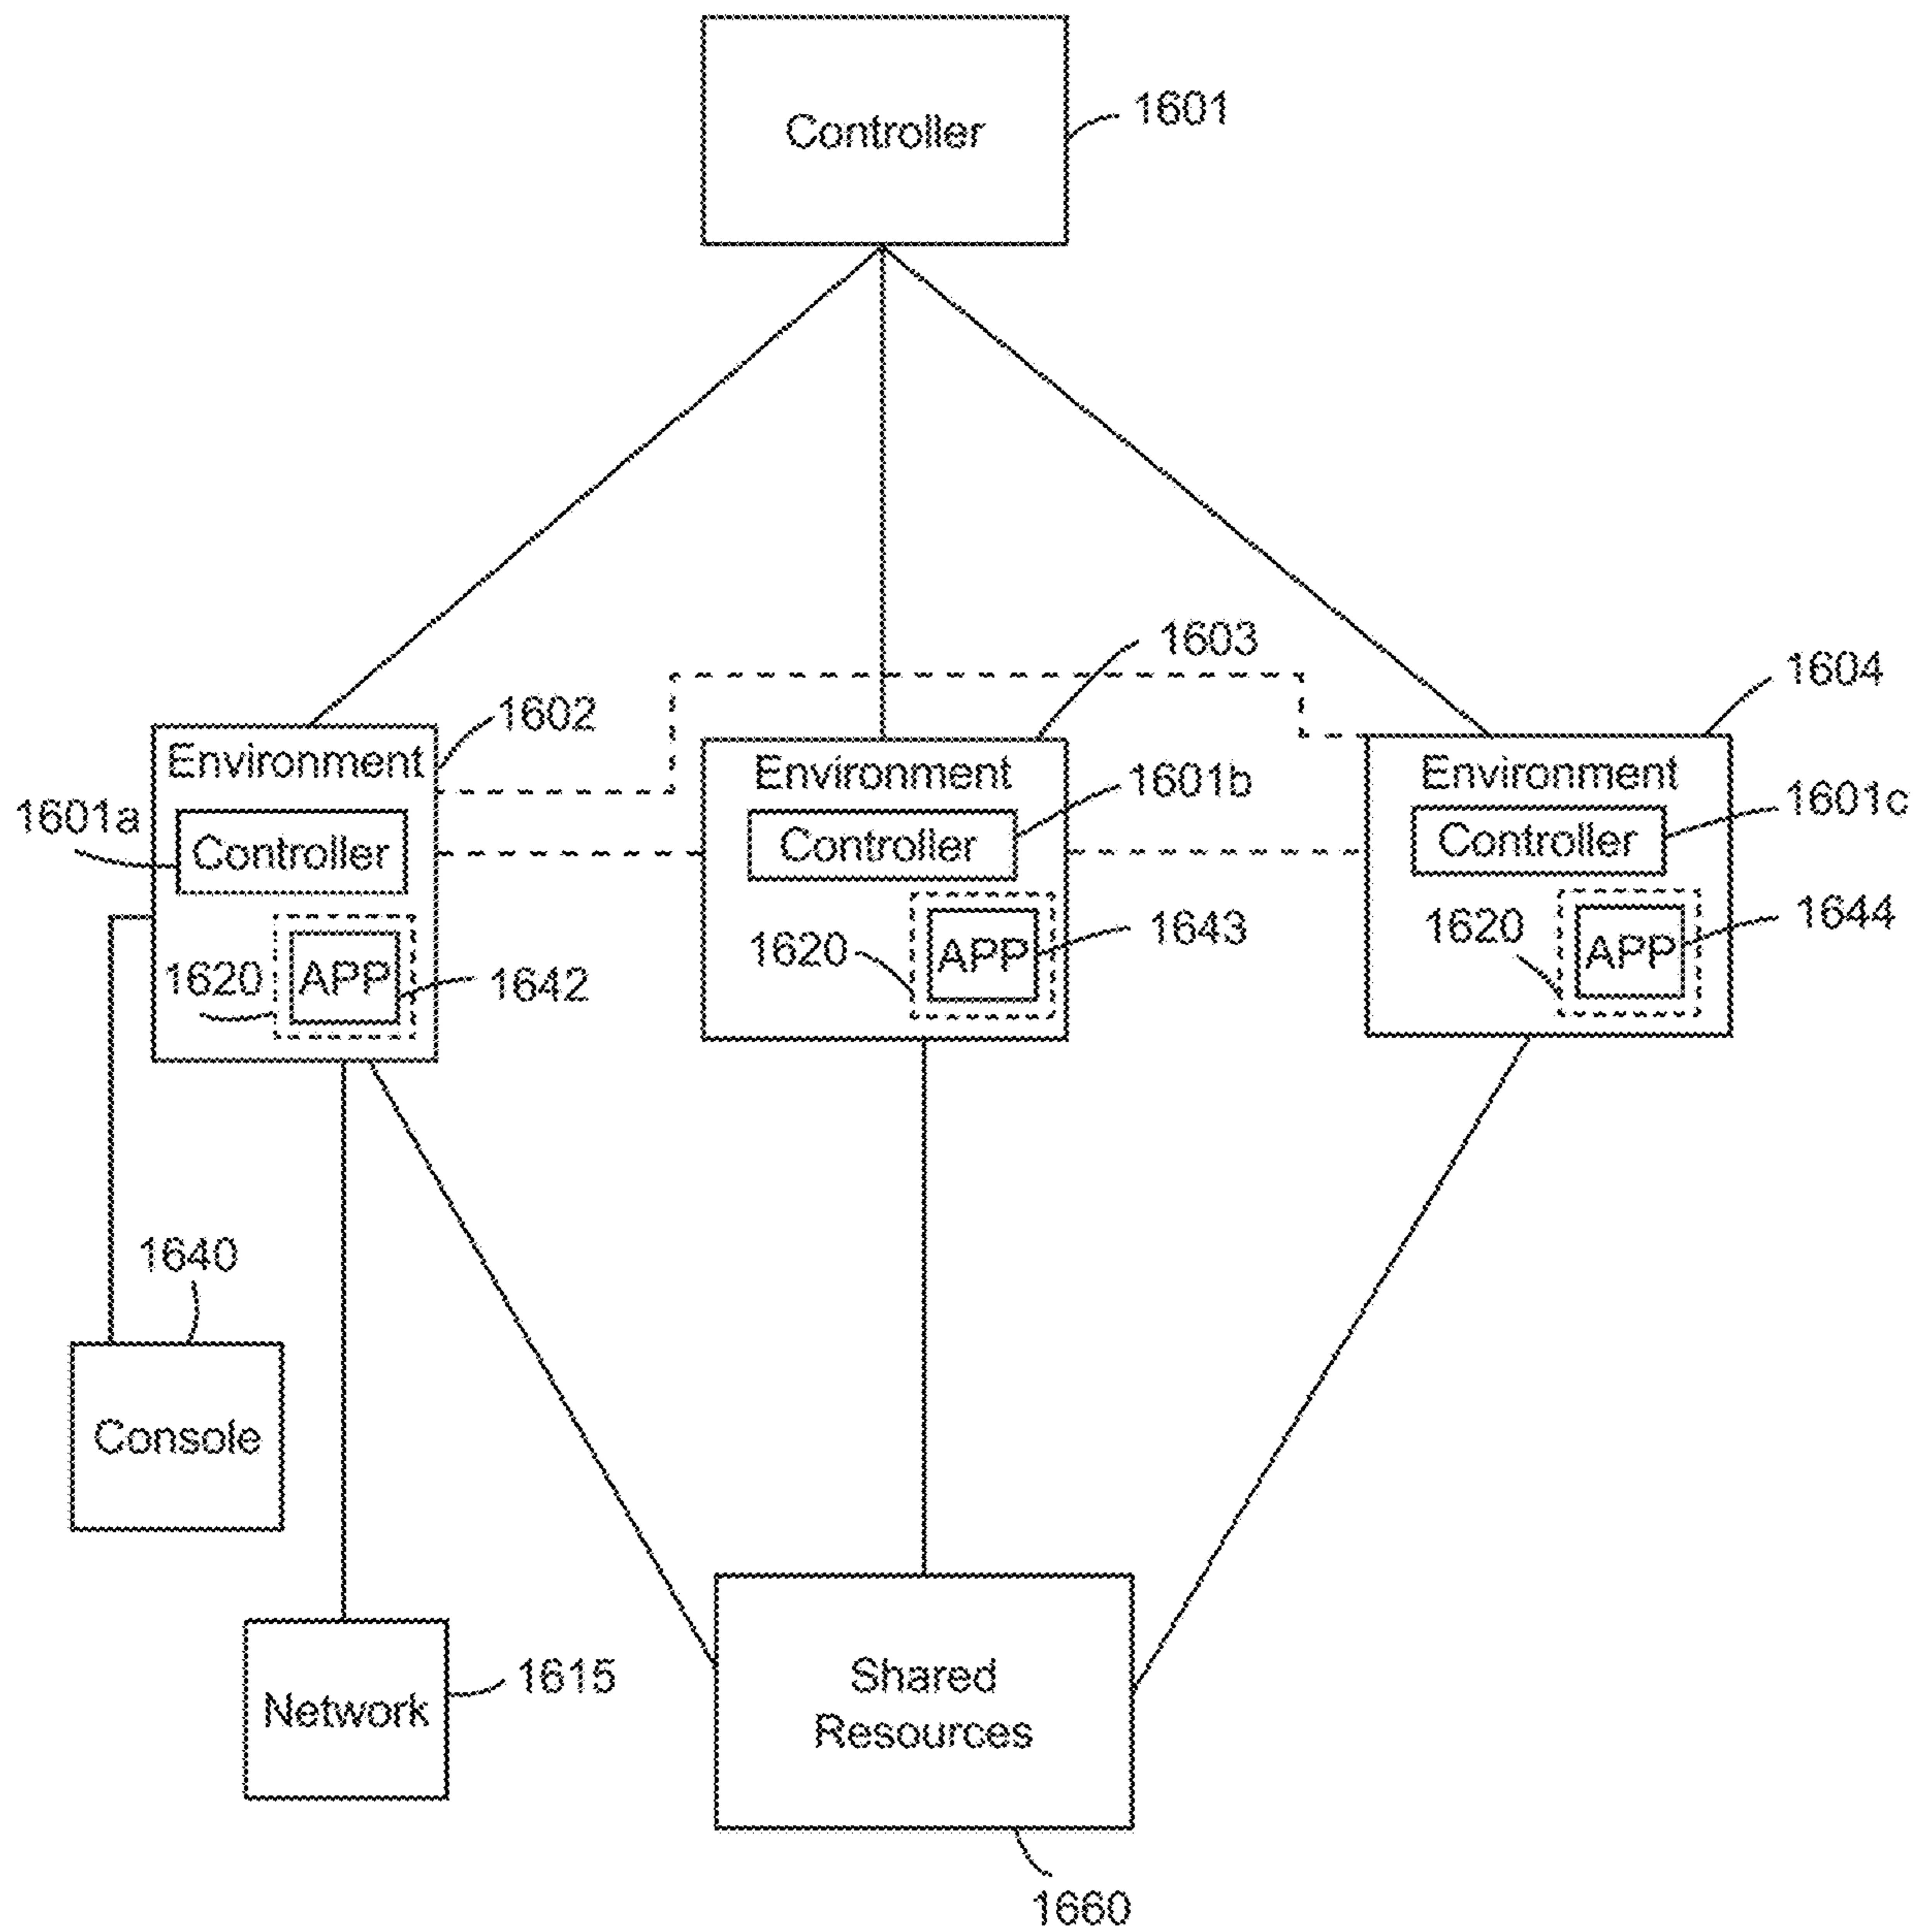 Controller
1601
1603
1604
1602
Environment
Environment
Environment
1601a
Controller
1601b
Controller
1601c
Controller
1620
APP
1642
1620
APP
1643
1620
APP
1644
1640
Console
Network
1615
Shared
Resources
1660